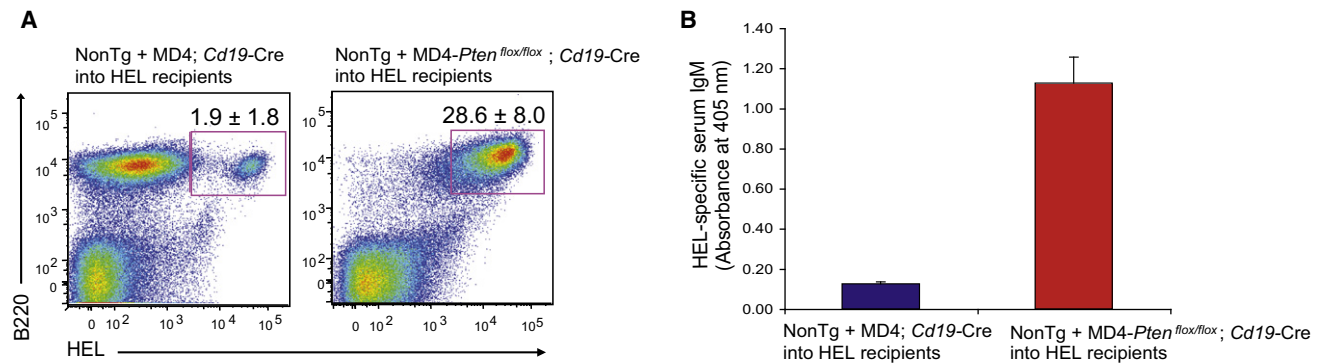 A
NonTg + MD4; Cd19-Cre
into HEL recipients
NonTg + MD4-Pten flox/flox ; Cd19-Cre
into HEL recipients
1.9 ± 1.8
28.6 ± 8.0
10^5
10^4
10^3
10^2
0
10^5
10^4
10^3
10^2
0
0 10^2 10^3 10^4 10^5
0 10^2 10^3 10^4 10^5
B220
HEL
B
HEL-specific serum IgM
(Absorbance at 405 nm)
1.40
1.20
1.00
0.80
0.60
0.40
0.20
0.00
NonTg + MD4; Cd19-Cre
into HEL recipients
NonTg + MD4-Pten flox/flox ; Cd19-Cre
into HEL recipients